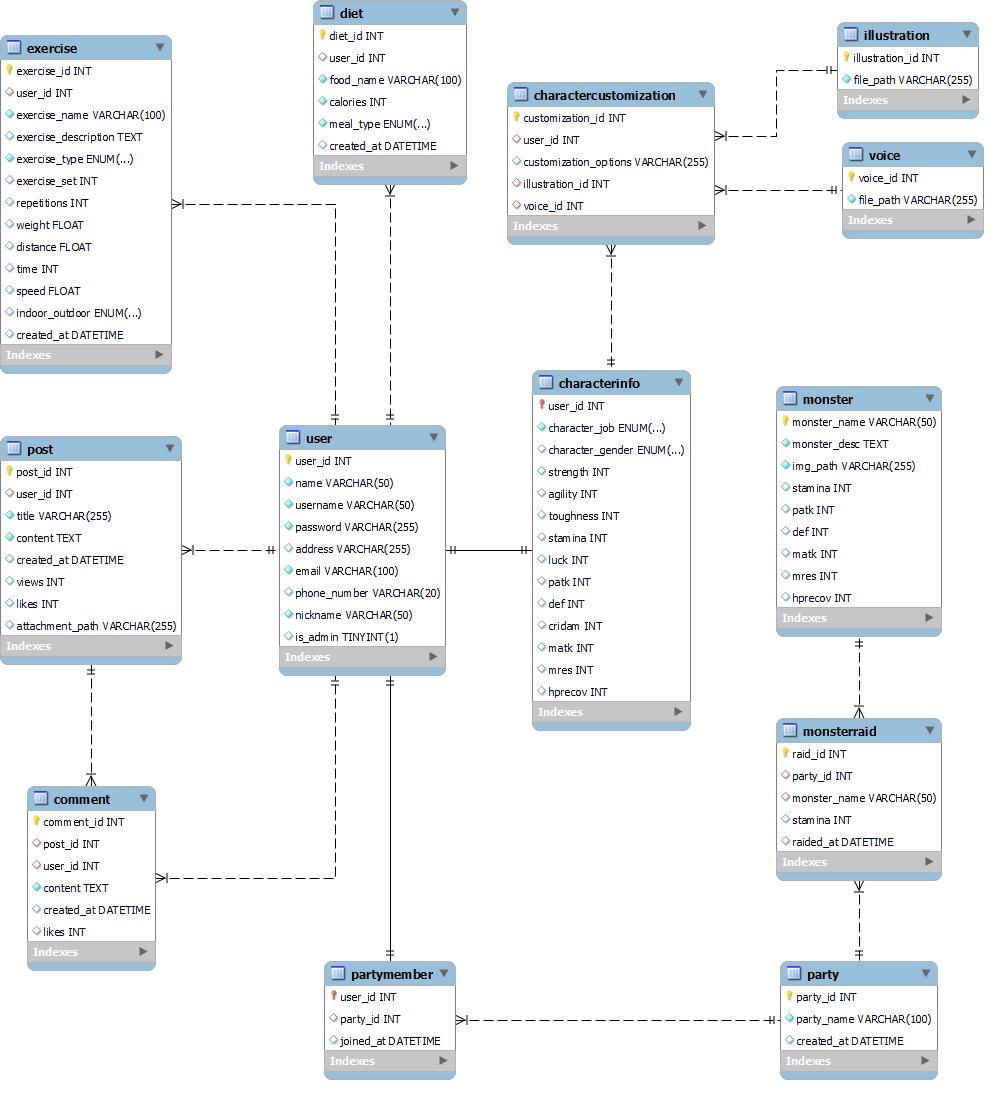 diet
diet_id INT
user_id INT
food_name VARCHAR(100)
calories INT
meal_type ENUM(...)
created_at DATETIME
Indexes
exercise
exercise_id INT
user_id INT
exercise_name VARCHAR(100)
exercise_description TEXT
exercise_type ENUM(...)
exercise_set INT
repetitions INT
weight FLOAT
distance FLOAT
time INT
speed FLOAT
indoor_outdoor ENUM(...)
created_at DATETIME
Indexes
charactercustomization
customization_id INT
user_id INT
customization_options VARCHAR(255)
illustration_id INT
voice_id INT
Indexes
illustration
illustration_id INT
file_path VARCHAR(255)
Indexes
voice
voice_id INT
file_path VARCHAR(255)
Indexes
post
post_id INT
user_id INT
title VARCHAR(255)
content TEXT
created_at DATETIME
views INT
likes INT
attachment_path VARCHAR(255)
Indexes
user
user_id INT
name VARCHAR(50)
username VARCHAR(50)
password VARCHAR(255)
address VARCHAR(255)
email VARCHAR(100)
phone_number VARCHAR(20)
nickname VARCHAR(50)
is_admin TINYINT(1)
Indexes
characterinfo
user_id INT
character_job ENUM(...)
character_gender ENUM(...)
strength INT
agility INT
toughness INT
stamina INT
luck INT
patk INT
def INT
cridam INT
matk INT
mres INT
hprecov INT
Indexes
monster
monster_name VARCHAR(50)
monster_desc TEXT
img_path VARCHAR(255)
stamina INT
patk INT
def INT
matk INT
mres INT
hprecov INT
Indexes
monsterraid
raid_id INT
party_id INT
monster_name VARCHAR(50)
stamina INT
raided_at DATETIME
Indexes
comment
comment_id INT
post_id INT
user_id INT
content TEXT
created_at DATETIME
likes INT
Indexes
partymember
user_id INT
party_id INT
joined_at DATETIME
Indexes
party
party_id INT
party_name VARCHAR(100)
created_at DATETIME
Indexes